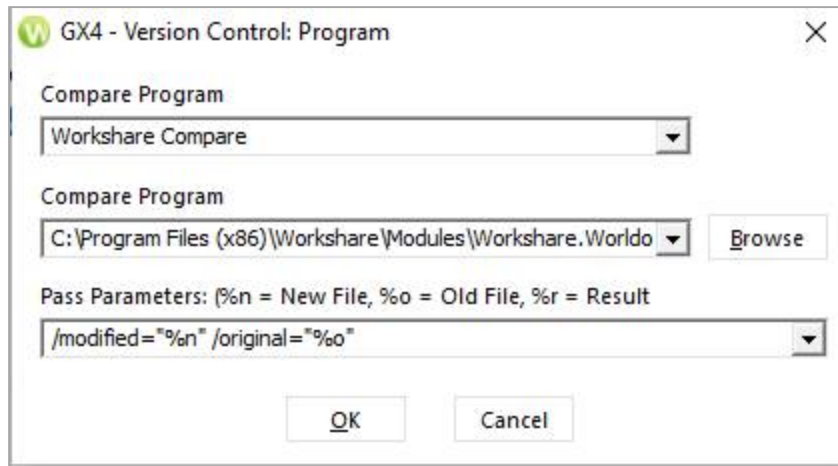 GX4 - Version Control: Program
Compare Program
Workshare Compare
Compare Program
C:\Program Files (x86)\Workshare\Modules\Workshare.Worldo
Browse
Pass Parameters: (%n = New File, %o = Old File, %r = Result
/modified="%n" /original="%o"
OK Cancel